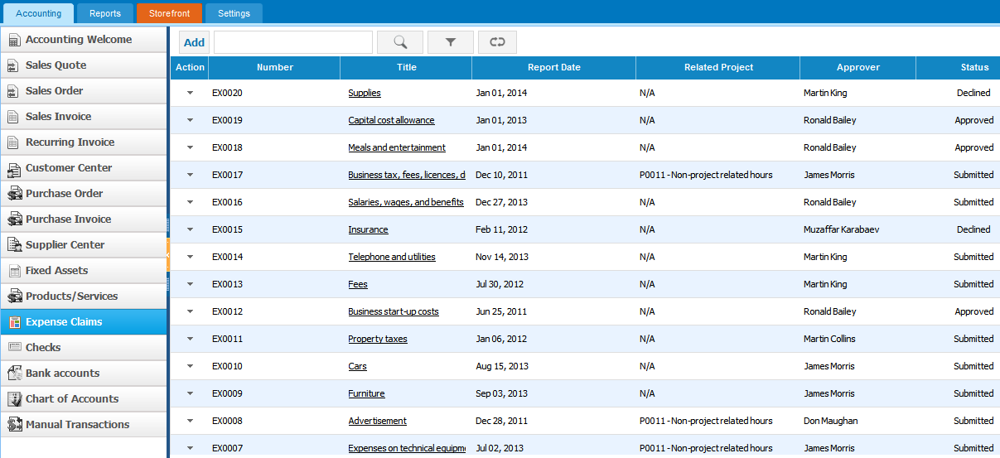 Accounting Reports Storefront Settings
Accounting Welcome
Sales Quote
Sales Order
Sales Invoice
Recurring Invoice
Customer Center
Purchase Order
Purchase Invoice
Supplier Center
Fixed Assets
Products/Services
Expense Claims
Checks
Bank accounts
Chart of Accounts
Manual Transactions
Add
Action Number Title Report Date Related Project Approver Status
EX0020 Supplies Jan 01, 2014 N/A Martin King Declined
EX0019 Capital cost allowance Jan 01, 2013 N/A Ronald Bailey Approved
EX0018 Meals and entertainment Jan 01, 2014 N/A Ronald Bailey Approved
EX0017 Business tax, fees, licences, d Dec 10, 2011 P0011 - Non-project related hours James Morris Submitted
EX0016 Salaries, wages, and benefits Dec 27, 2013 N/A Ronald Bailey Submitted
EX0015 Insurance Feb 11, 2012 N/A Muzaffar Karabaev Declined
EX0014 Telephone and utilities Nov 14, 2013 N/A Martin King Submitted
EX0013 Fees Jul 30, 2012 N/A Martin King Submitted
EX0012 Business start-up costs Jun 25, 2011 N/A Ronald Bailey Approved
EX0011 Property taxes Jan 06, 2012 N/A Martin Collins Submitted
EX0010 Cars Aug 15, 2013 N/A James Morris Submitted
EX0009 Furniture Sep 03, 2013 N/A James Morris Submitted
EX0008 Advertisement Dec 28, 2011 P0011 - Non-project related hours Don Maughan Submitted
EX0007 Expenses on technical equipm Jul 02, 2013 P0011 - Non-project related hours James Morris Submitted